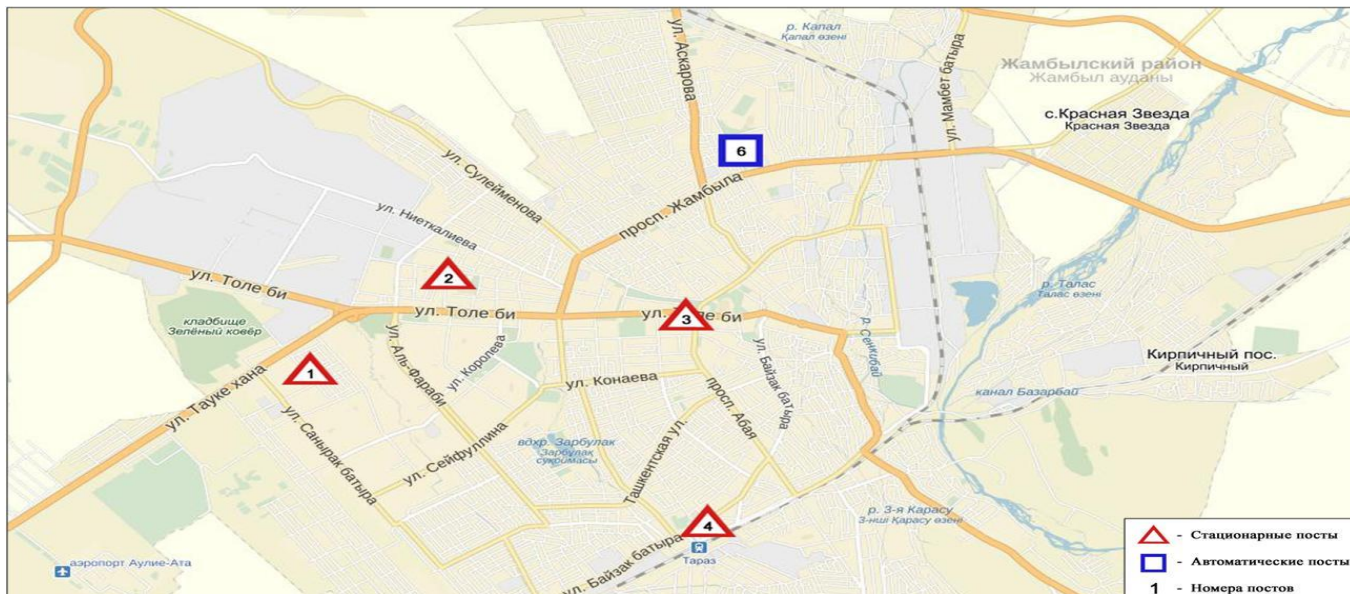 р. Капал
Қапал өзені
ул. Аскарова
ул. Мамбет батыра
Жамбылский район
Жамбыл ауданы
с.Красная Звезда
Красная Звезда
6
ул. Сулейменова
просп. Жамбыла
ул. Ниеткалиева
2
ул. Толе би
ул. Толе би
ул. Толе би
3
р. Талас
Талас өзені
кладбище
Зелёный ковёр
1
ул. Аль-Фараби
ул. Королева
ул. Байзак батыра
р. Сенкибай
Кирпичный пос.
Кирпичный
ул. Конаева
канал Базарбай
ул. Тауке хана
ул. Санырак батыра
ул. Сейфуллина
вдхр. Зарбулак
Зарбулақ
суқоймасы
Ташкентская ул.
просп. Абая
4
р. 3-я Карасу
3-нші Қарасу өзені
ул. Байзак батыра
Тараз
аэропорт Аулие-Ата
- Стационарные посты
- Автоматические посты
1 - Номера постов